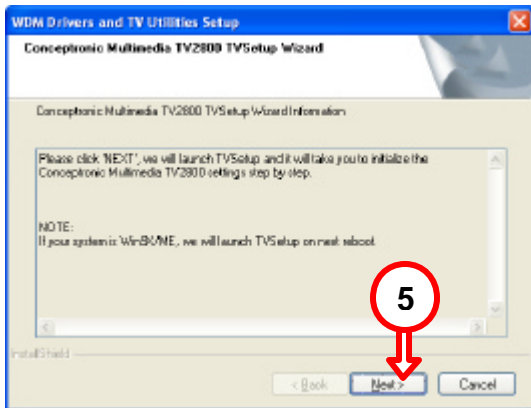 WDM Drivers and TV Utilities Setup
Conceptronic Multimedia TV2800 TVSetup Wizard
Conceptronic Multimedia TV2800 TVSetup Wizard Information
Please click 'NEXT', we will launch TVSetup and it will take you to initialize the
Conceptronic Multimedia TV2800 settings step by step.
NOTE:
If your system is Win9X/ME, we will launch TVSetup on next reboot.
5
InstallShield
< Back
Next >
Cancel